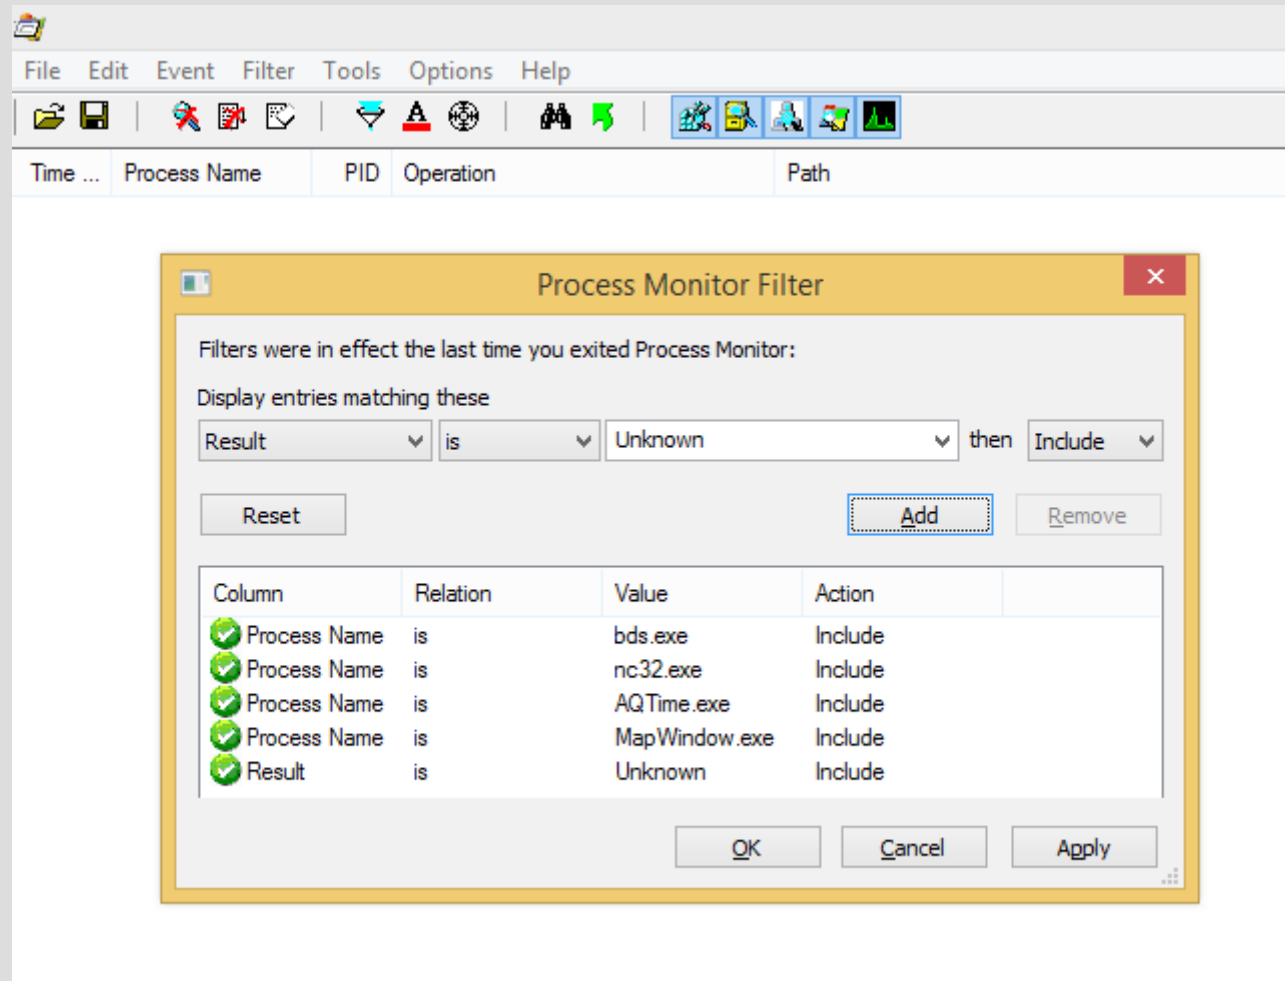 File Edit Event Filter Tools Options Help
Time ... Process Name PID Operation Path
Process Monitor Filter
Filters were in effect the last time you exited Process Monitor:
Display entries matching these
Result is Unknown then Include
Reset Add Remove
Column Relation Value Action
Process Name is bds.exe Include
Process Name is nc32.exe Include
Process Name is AQTime.exe Include
Process Name is MapWindow.exe Include
Result is Unknown Include
OK Cancel Apply